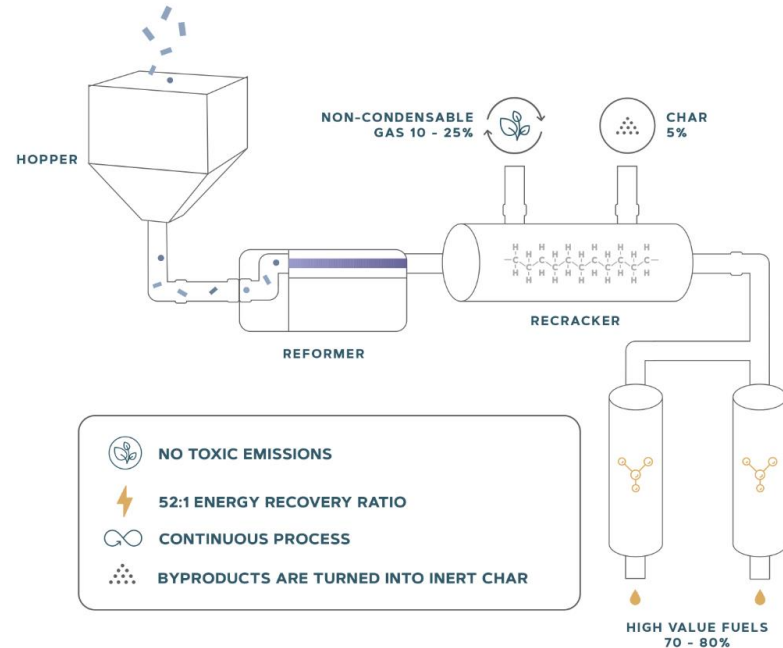 HOPPER
NON-CONDENSABLE
GAS 10 - 25%
CHAR
5%
H H H H H H
C C C C C C C C C C C
H H H H H H
REFORMER
RECRACKER
NO TOXIC EMISSIONS
52:1 ENERGY RECOVERY RATIO
CONTINUOUS PROCESS
BYPRODUCTS ARE TURNED INTO INERT CHAR
HIGH VALUE FUELS
70 - 80%